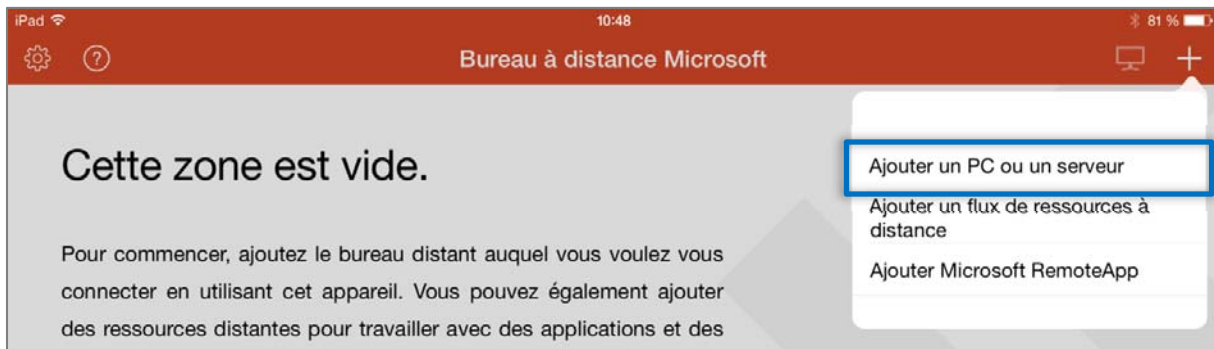 iPad 10:48 81 %
? Bureau à distance Microsoft +
Cette zone est vide.
Pour commencer, ajoutez le bureau distant auquel vous voulez vous
connecter en utilisant cet appareil. Vous pouvez également ajouter
des ressources distantes pour travailler avec des applications et des
Ajouter un PC ou un serveur
Ajouter un flux de ressources à
distance
Ajouter Microsoft RemoteApp